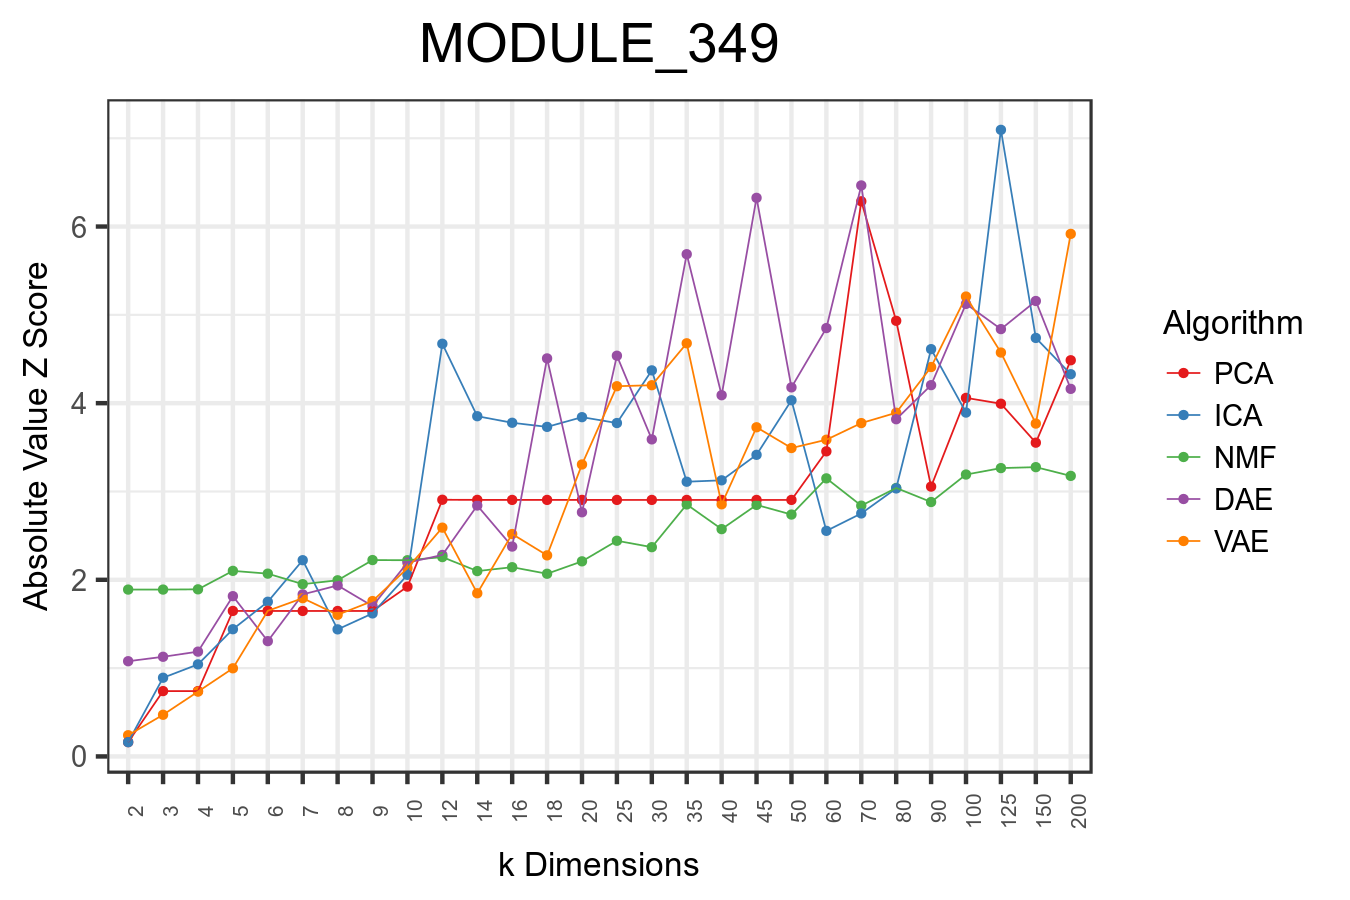 MODULE_349
Absolute Value Z Score
6
4
2
0
2 3 4 5 6 7 8 9 10 12 14 16 18 20 25 30 35 40 45 50 60 70 80 90 100 125 150 200
k Dimensions
Algorithm
PCA
ICA
NMF
DAE
VAE